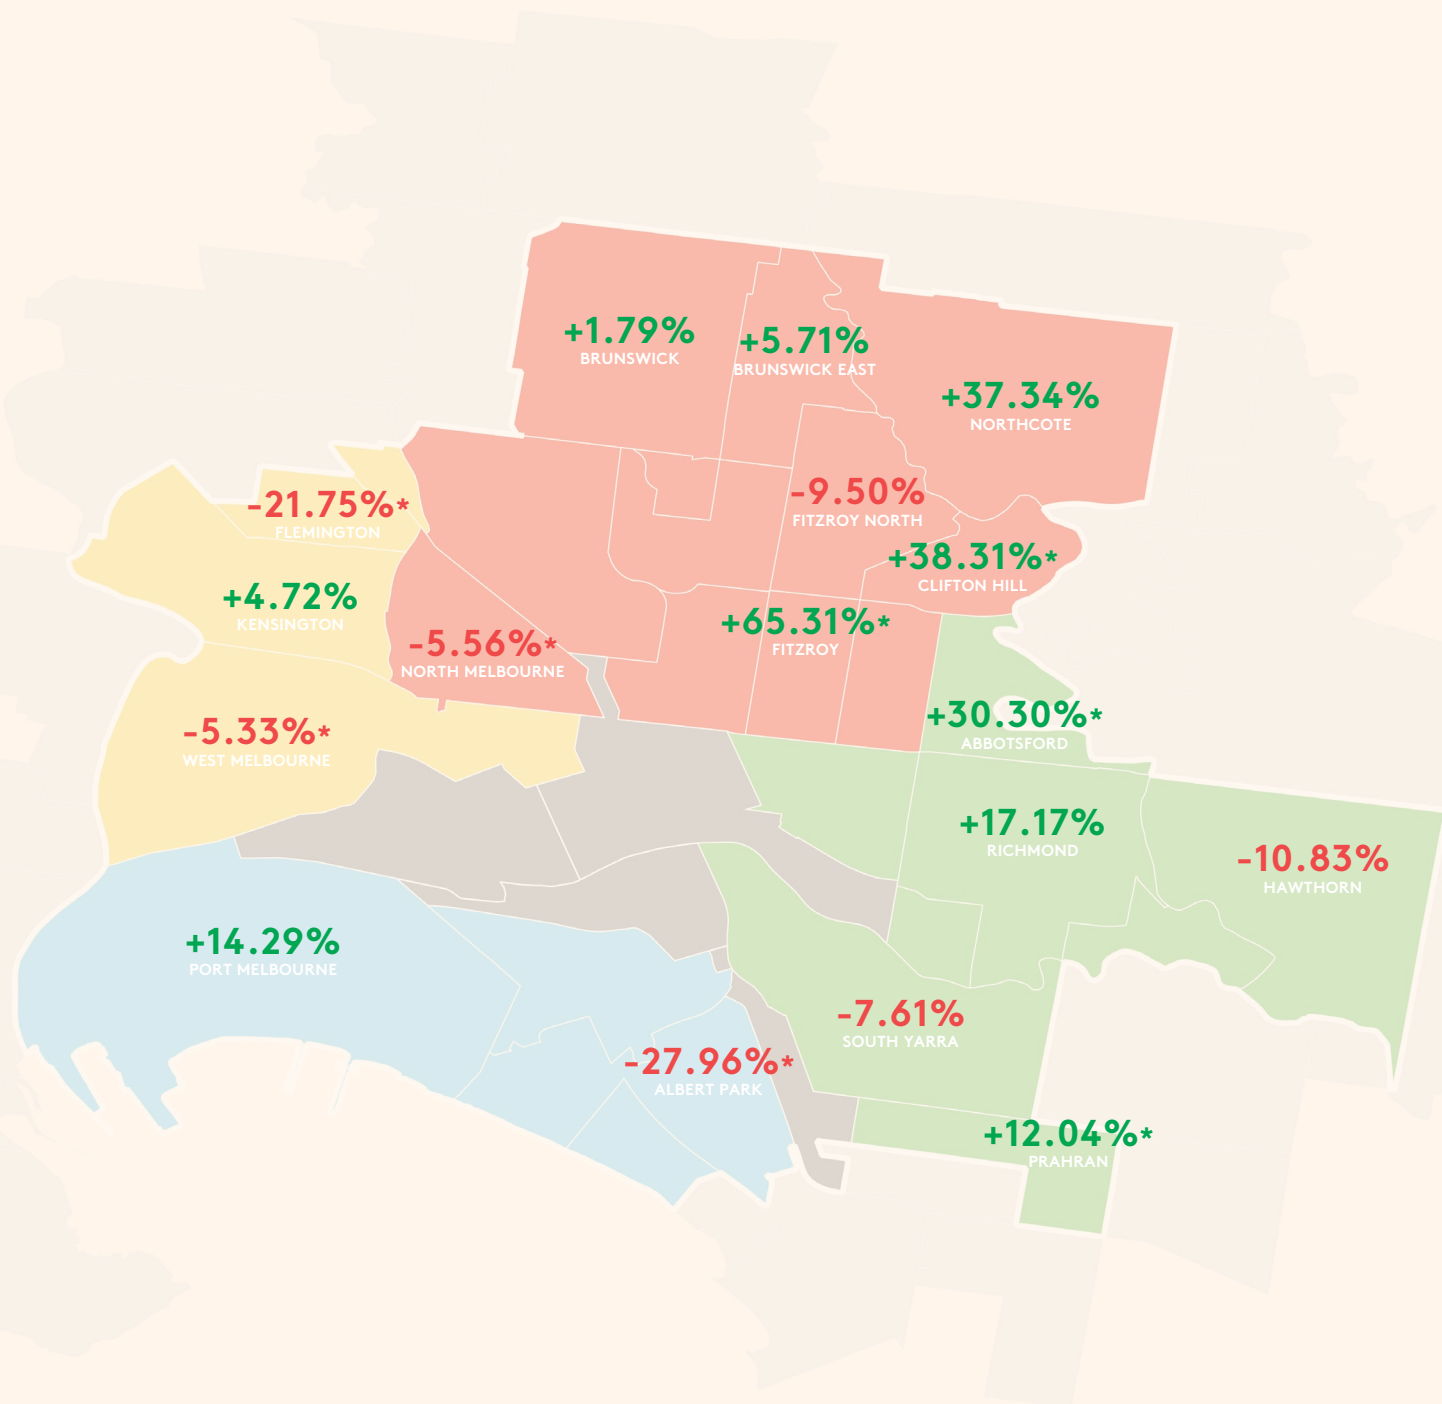 +1.79%
BRUNSWICK
+5.71%
BRUNSWICK EAST
+37.34%
NORTHCOTE
-21.75%*
FLEMINGTON
-9.50%
FITZROY NORTH
+38.31%*
CLIFTON HILL
+4.72%
KENSINGTON
-5.56%*
NORTH MELBOURNE
+65.31%*
FITZROY
-5.33%*
WEST MELBOURNE
+30.30%*
ABBOTSFORD
+17.17%
RICHMOND
-10.83%
HAWTHORN
+14.29%
PORT MELBOURNE
-7.61%
SOUTH YARRA
-27.96%*
ALBERT PARK
+12.04%*
PRAHRAN